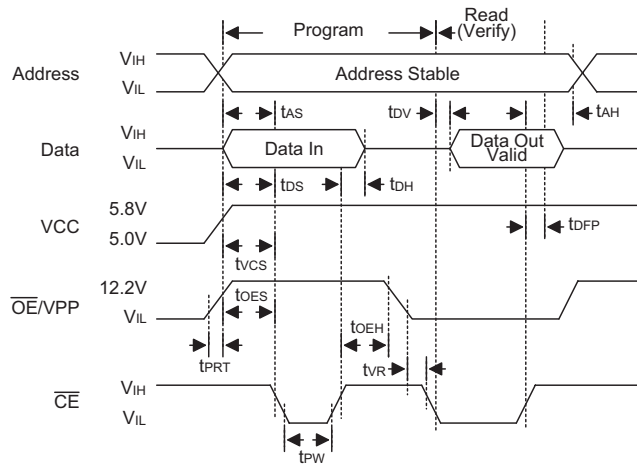 Program
Read
(Verify)
Address
VIH
VIL
Address Stable
tAS
tDV
tAH
Data
VIH
VIL
Data In
Data Out
Valid
tDS
tDH
VCC
5.8V
5.0V
tDFP
tVCS
OE/VPP
12.2V
VIL
tOES
tOEH
tPRT
tVR
CE
VIH
VIL
tPW